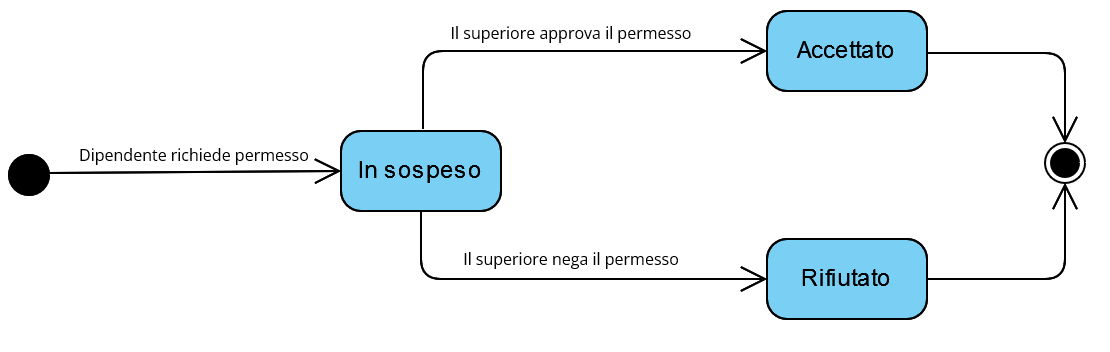 Il superiore approva il permesso
Accettato
Dipendente richiede permesso
In sospeso
Il superiore nega il permesso
Rifiutato